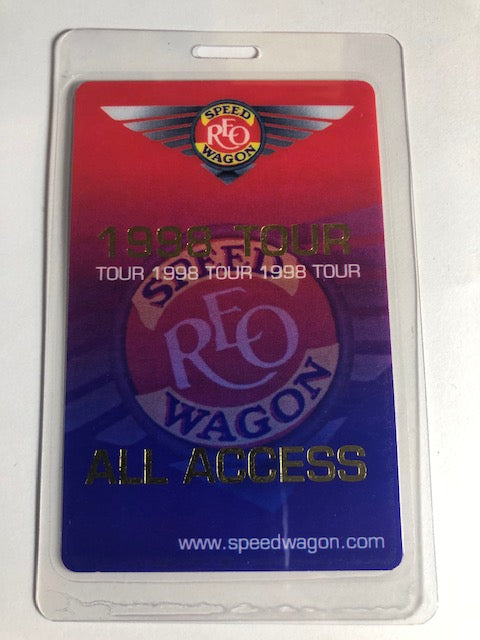 SPEED
REO
WAGON
1998 TOUR
TOUR 1998 TOUR 1998 TOUR
SPEED
REO
WAGON
ALL ACCESS
www.speedwagon.com